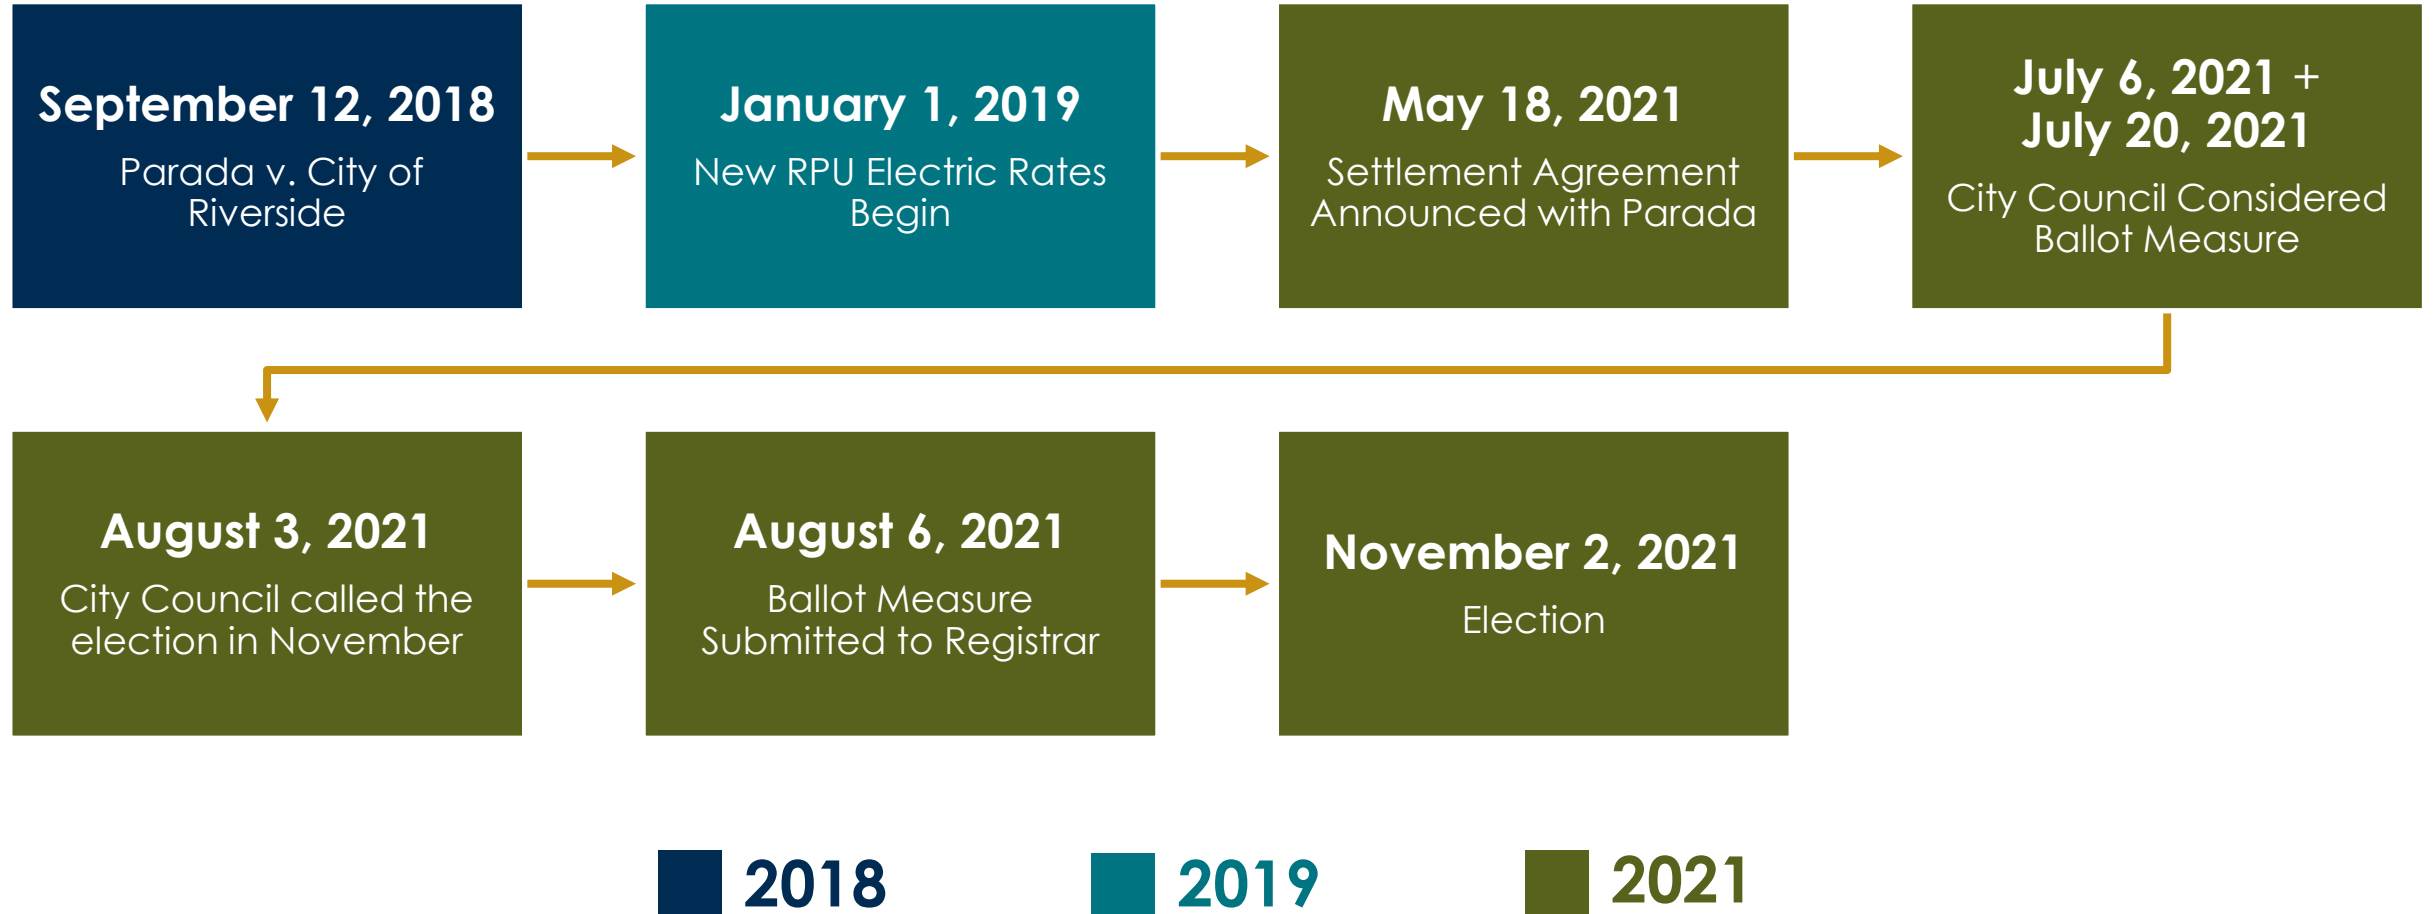 September 12, 2018
Parada v. City of
Riverside
January 1, 2019
New RPU Electric Rates
Begin
May 18, 2021
Settlement Agreement
Announced with Parada
July 6, 2021 +
July 20, 2021
City Council Considered
Ballot Measure
August 3, 2021
City Council called the
election in November
August 6, 2021
Ballot Measure
Submitted to Registrar
November 2, 2021
Election
2018
2019
2021